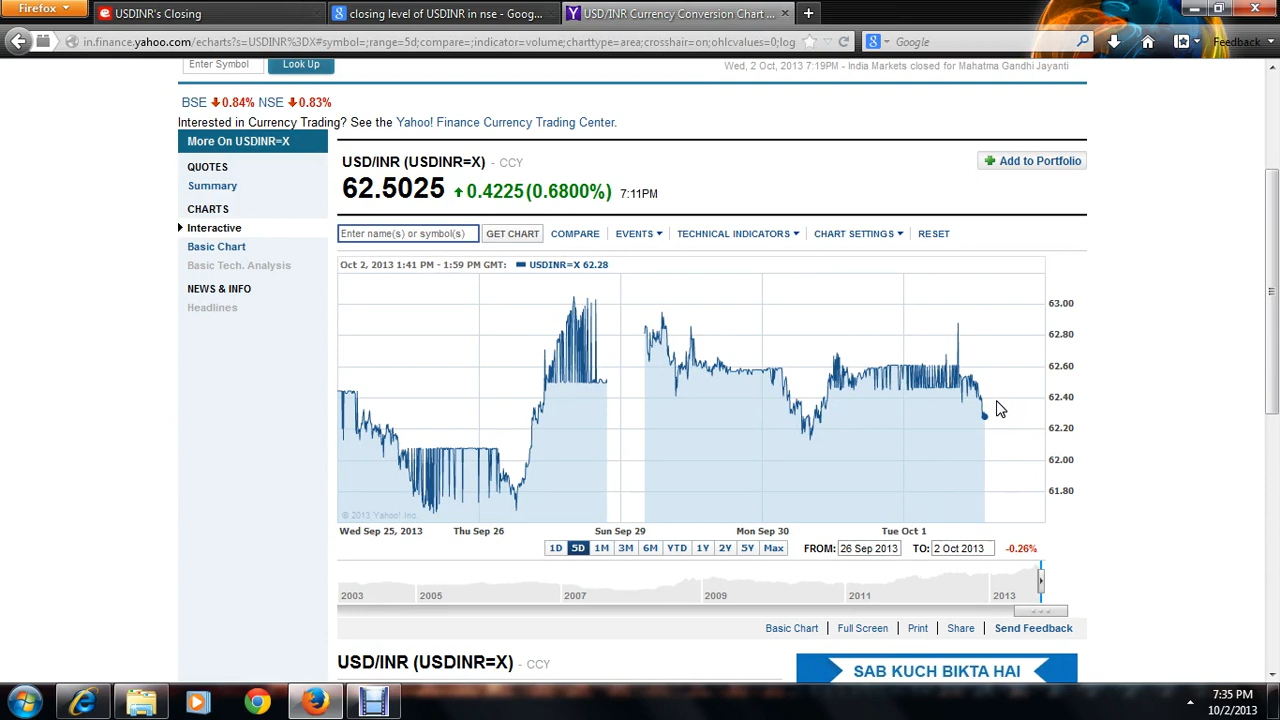 Firefox
USDINR's Closing
closing level of USDINR in nse - Goog...
USD/INR Currency Conversion Chart ...
in.finance.yahoo.com/echarts?s=USDINR%3DX#symbol=;range=5d;compare=;indicator=volume;charttype=area;crosshair=on;ohlcvalues=0;log
Google
Feedback
Enter Symbol
Look Up
Wed, 2 Oct, 2013 7:19PM - India Markets closed for Mahatma Gandhi Jayanti
BSE 0.84% NSE 0.83%
Interested in Currency Trading? See the Yahoo! Finance Currency Trading Center.
More On USDINR=X
QUOTES
Summary
CHARTS
Interactive
Basic Chart
Basic Tech. Analysis
NEWS & INFO
Headlines
USD/INR (USDINR=X) - CCY
Add to Portfolio
62.5025 0.4225(0.6800%) 7:11PM
Enter name(s) or symbol(s)
GET CHART
COMPARE
EVENTS
TECHNICAL INDICATORS
CHART SETTINGS
RESET
Oct 2, 2013 1:41 PM - 1:59 PM GMT: USDINR=X 62.28
63.00
62.80
62.60
62.40
62.20
62.00
61.80
© 2013 Yahoo! Inc.
Wed Sep 25, 2013
Thu Sep 26
Sun Sep 29
Mon Sep 30
Tue Oct 1
1D 5D 1M 3M 6M YTD 1Y 2Y 5Y Max
FROM: 26 Sep 2013 TO: 2 Oct 2013 -0.26%
2003 2005 2007 2009 2011 2013
Basic Chart | Full Screen | Print | Share | Send Feedback
USD/INR (USDINR=X) - CCY
SAB KUCH BIKTA HAI
7:35 PM
10/2/2013